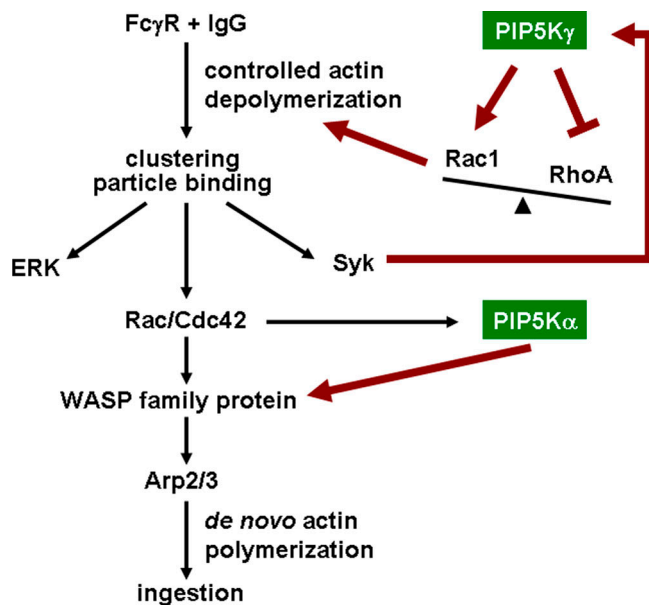 FcγR + IgG
PIP5Kγ
controlled actin
depolymerization
Rac1
RhoA
clustering
particle binding
ERK
Syk
Rac/Cdc42
PIP5Kα
WASP family protein
Arp2/3
de novo actin
polymerization
ingestion